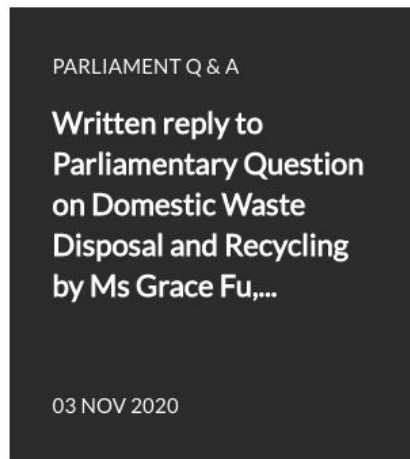 PARLIAMENT Q & A
Written reply to
Parliamentary Question
on Domestic Waste
Disposal and Recycling
by Ms Grace Fu,...
03 NOV 2020